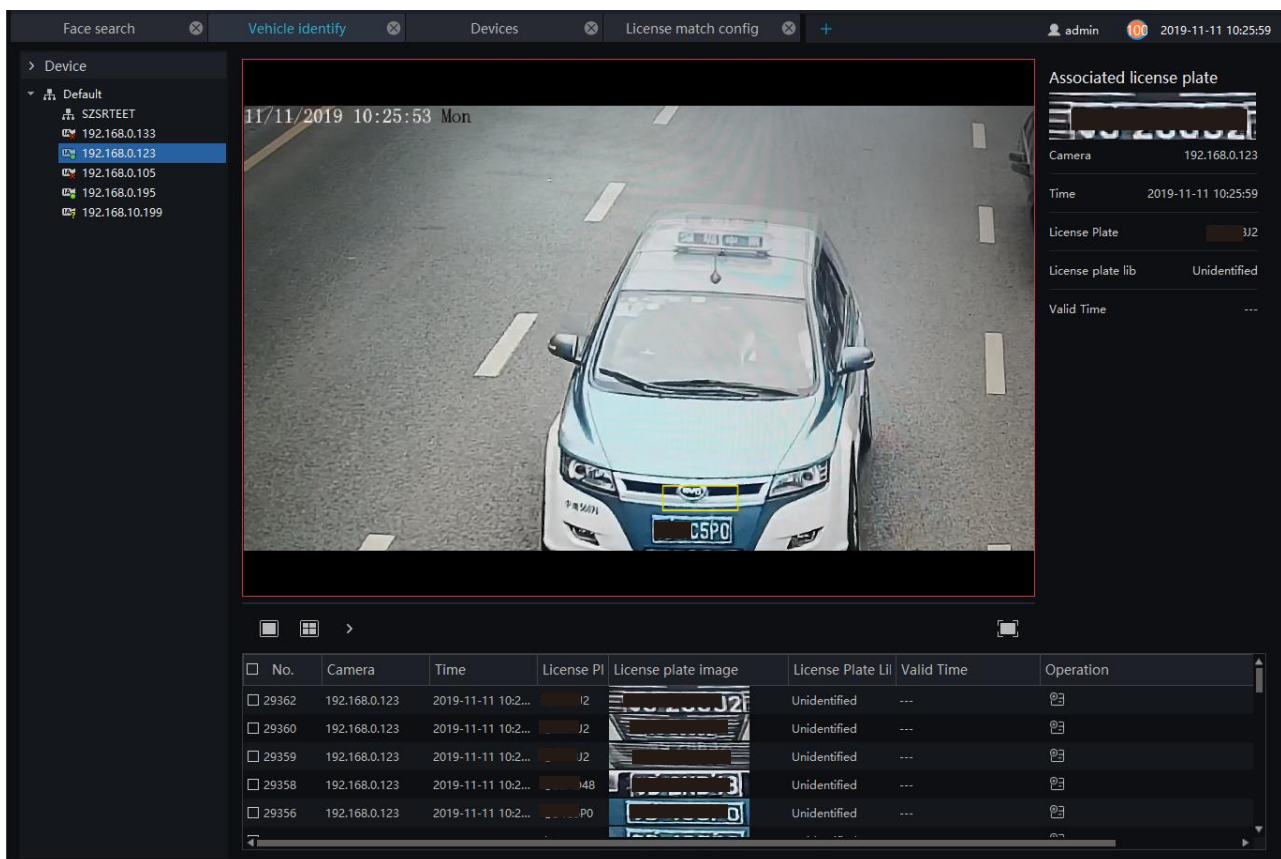 Face search
Vehicle identify
Devices
License match config
+
admin
100
2019-11-11 10:25:59
Device
Default
SZSRTEET
192.168.0.133
192.168.0.123
192.168.0.105
192.168.0.195
192.168.10.199
11/11/2019 10:25:53 Mon
C5P0
Associated license plate
Camera 192.168.0.123
Time 2019-11-11 10:25:59
License Plate J2
License plate lib Unidentified
Valid Time ---
No. Camera Time License Pl License plate image License Plate Lil Valid Time Operation
29362 192.168.0.123 2019-11-11 10:2... J2 Unidentified ---
29360 192.168.0.123 2019-11-11 10:2... J2 Unidentified ---
29359 192.168.0.123 2019-11-11 10:2... J2 Unidentified ---
29358 192.168.0.123 2019-11-11 10:2... 48 Unidentified ---
29356 192.168.0.123 2019-11-11 10:2... P0 Unidentified ---